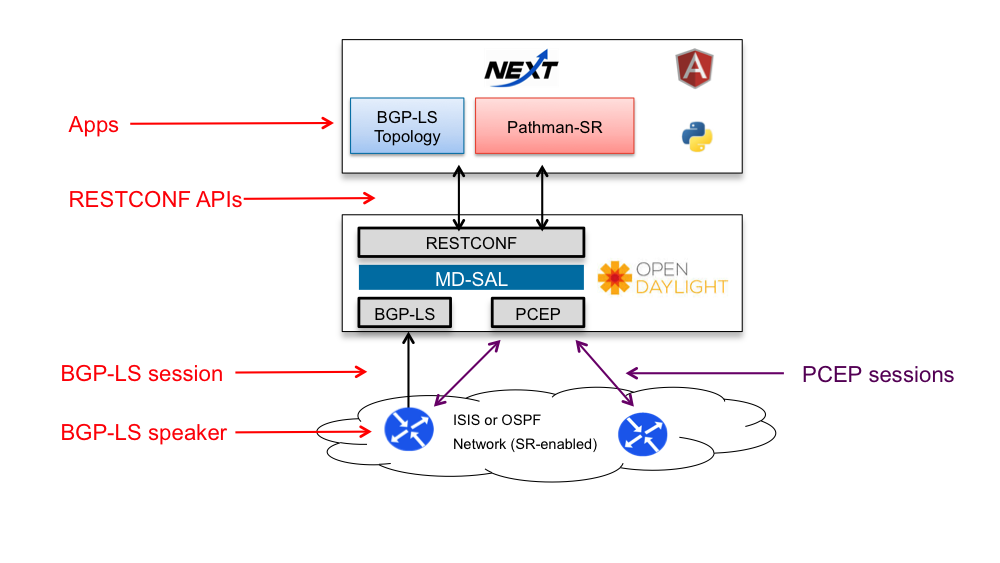 NEXT
BGP-LS
Topology
Pathman-SR
Apps
RESTCONF APIs
RESTCONF
MD-SAL
OPEN
DAYLIGHT
BGP-LS
PCEP
BGP-LS session
PCEP sessions
BGP-LS speaker
ISIS or OSPF
Network (SR-enabled)
A